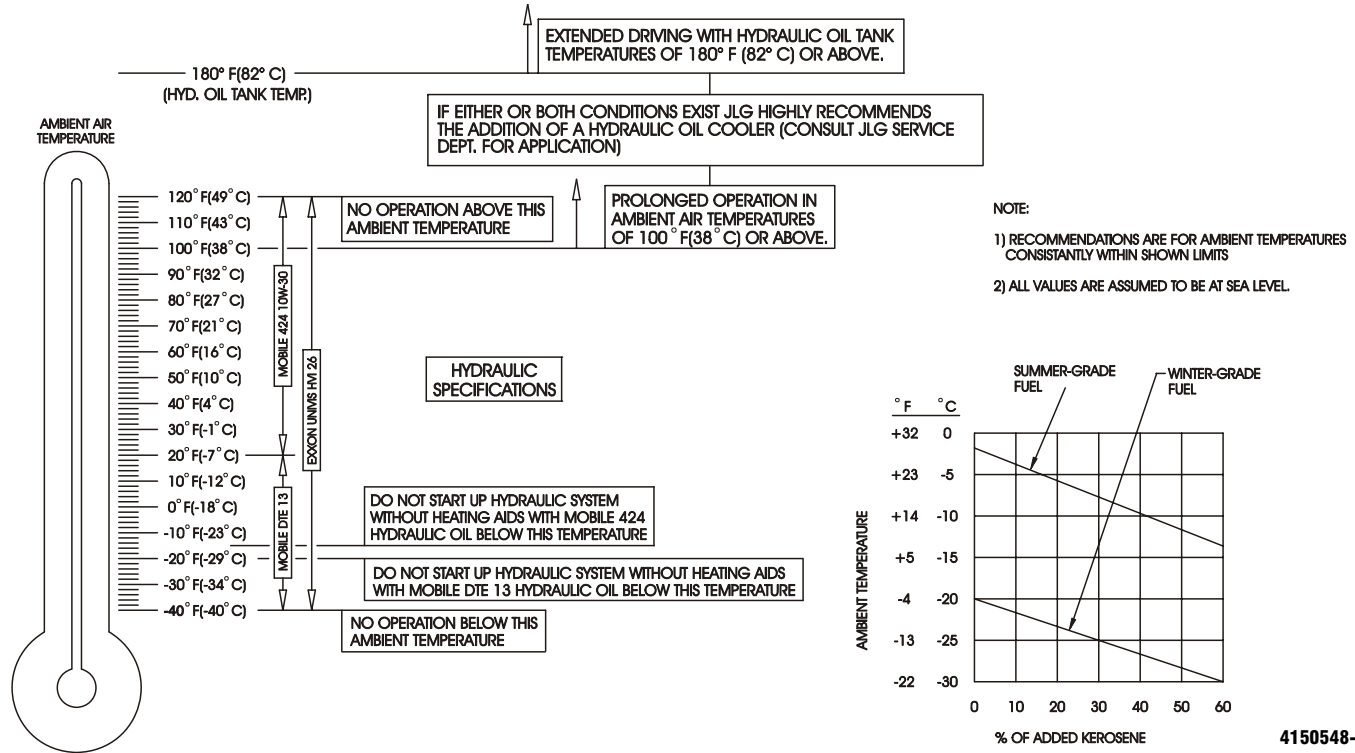 EXTENDED DRIVING WITH HYDRAULIC OIL TANK
TEMPERATURES OF 180° F (82° C) OR ABOVE.
180° F(82° C)
(HYD. OIL TANK TEMP.)
IF EITHER OR BOTH CONDITIONS EXIST JLG HIGHLY RECOMMENDS
THE ADDITION OF A HYDRAULIC OIL COOLER (CONSULT JLG SERVICE
DEPT. FOR APPLICATION)
AMBIENT AIR
TEMPERATURE
120° F(49° C)
110° F(43° C)
100° F(38° C)
90° F(32° C)
80° F(27° C)
70° F(21° C)
60° F(16° C)
50° F(10° C)
40° F(4° C)
30° F(-1° C)
20° F(-7° C)
10° F(-12° C)
0° F(-18° C)
-10° F(-23° C)
-20° F(-29° C)
-30° F(-34° C)
-40° F(-40° C)
MOBILE 424 10W-30
MOBILE DTE 13
EXXON UNIVIS HVI 26
NO OPERATION ABOVE THIS
AMBIENT TEMPERATURE
PROLONGED OPERATION IN
AMBIENT AIR TEMPERATURES
OF 100° F(38° C) OR ABOVE.
HYDRAULIC
SPECIFICATIONS
DO NOT START UP HYDRAULIC SYSTEM
WITHOUT HEATING AIDS WITH MOBILE 424
HYDRAULIC OIL BELOW THIS TEMPERATURE
DO NOT START UP HYDRAULIC SYSTEM WITHOUT HEATING AIDS
WITH MOBILE DTE 13 HYDRAULIC OIL BELOW THIS TEMPERATURE
NO OPERATION BELOW THIS
AMBIENT TEMPERATURE
NOTE:
1) RECOMMENDATIONS ARE FOR AMBIENT TEMPERATURES
CONSISTANTLY WITHIN SHOWN LIMITS
2) ALL VALUES ARE ASSUMED TO BE AT SEA LEVEL.
SUMMER-GRADE
FUEL
WINTER-GRADE
FUEL
°F °C
+32 0
+23 -5
+14 -10
+5 -15
-4 -20
-13 -25
-22 -30
AMBIENT TEMPERATURE
0 10 20 30 40 50 60
% OF ADDED KEROSENE
4150548-